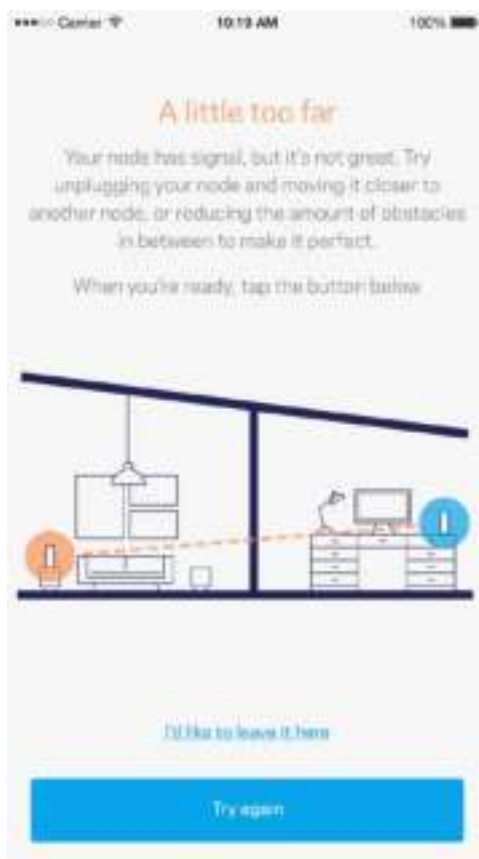 Carrier 10:19 AM 100%
A little too far
Your node has signal, but it's not great. Try
unplugging your node and moving it closer to
another node, or reducing the amount of obstacles
in between to make it perfect.
When you're ready, tap the button below
I'd like to leave it here
Try again